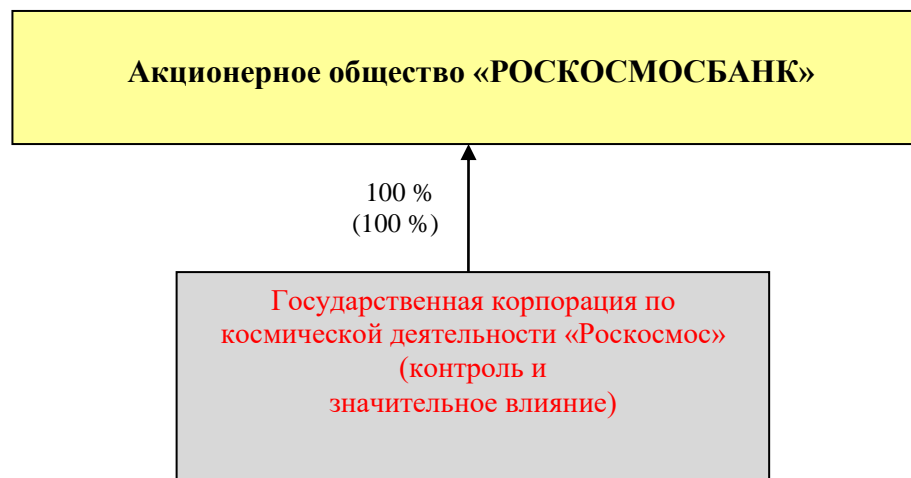 Акционерное общество «РОСКОСМОСБАНК»
100 %
(100 %)
Государственная корпорация по
космической деятельности «Роскосмос»
(контроль и
значительное влияние)